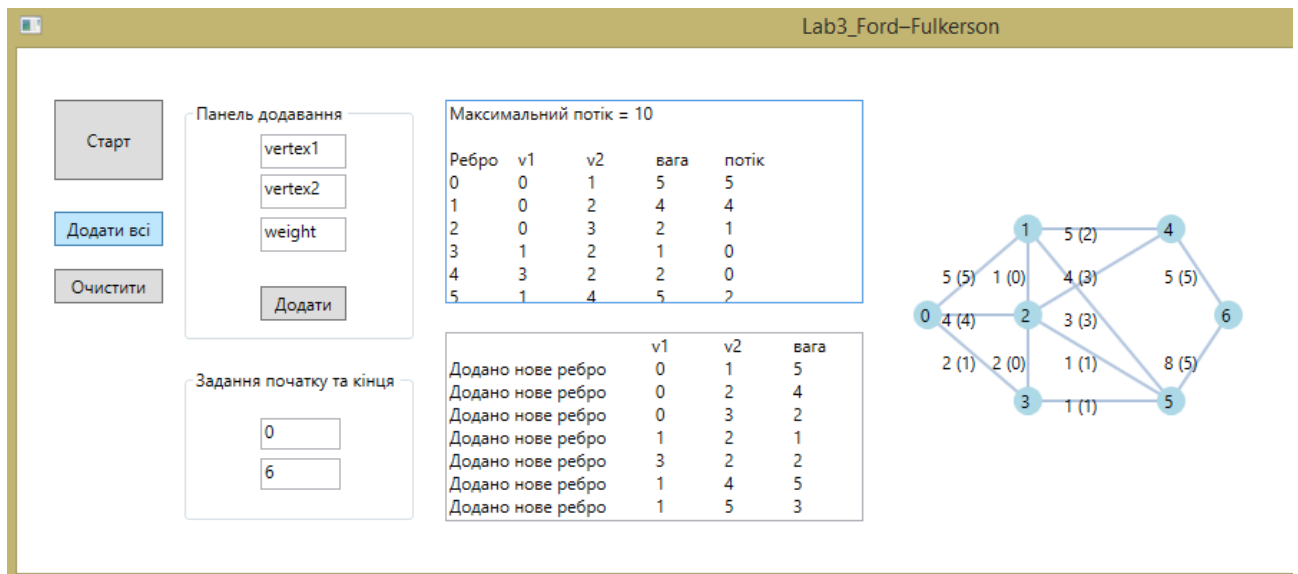 Lab3_Ford–Fulkerson
Старт
Додати всі
Очистити
Панель додавання
vertex1
vertex2
weight
Додати
Задання початку та кінця
0
6
Максимальний потік = 10
Ребро v1 v2 вага потік
0 0 1 5 5
1 0 2 4 4
2 0 3 2 1
3 1 2 1 0
4 3 2 2 0
5 1 4 5 2
v1 v2 вага
Додано нове ребро 0 1 5
Додано нове ребро 0 2 4
Додано нове ребро 0 3 2
Додано нове ребро 1 2 1
Додано нове ребро 3 2 2
Додано нове ребро 1 4 5
Додано нове ребро 1 5 3
1 5 (2) 4
5 (5) 1 (0) 4 (3) 5 (5)
0 4 (4) 2 3 (3) 6
2 (1) 2 (0) 1 (1) 8 (5)
3 1 (1) 5